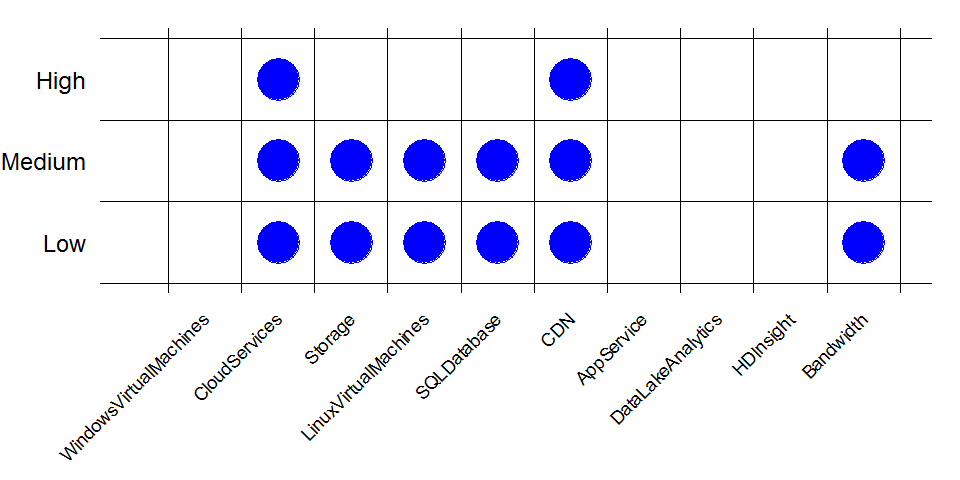 High
Medium
Low
WindowsVirtualMachines
CloudServices
Storage
LinuxVirtualMachines
SQLDatabase
CDN
AppService
DataLakeAnalytics
HDInsight
Bandwidth